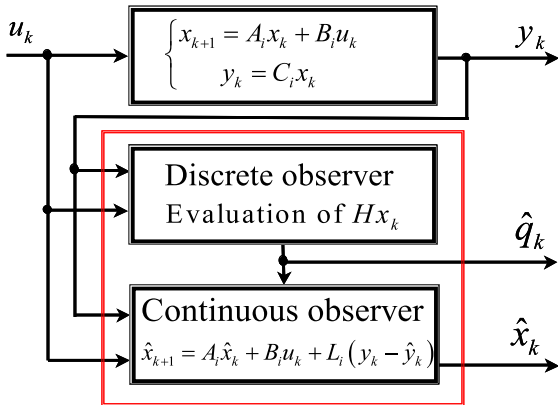 u_k
x_{k+1} = A_i x_k + B_i u_k
y_k = C_i x_k
y_k
Discrete observer
Evaluation of Hx_k
q̂_k
Continuous observer
x̂_{k+1} = A_i x̂_k + B_i u_k + L_i (y_k − ŷ_k)
x̂_k